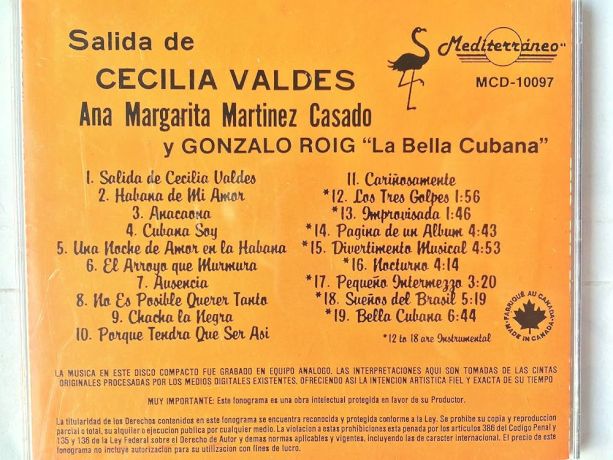 Salida de
CECILIA VALDES
Ana Margarita Martinez Casado
y GONZALO ROIG "La Bella Cubana"
Mediterráneo
MCD-10097
1. Salida de Cecilia Valdes
2. Habana de Mi Amor
3. Anacaona
4. Cubana Soy
5. Una Noche de Amor en la Habana
6. El Arroyo que Murmura
7. Ausencia
8. No Es Posible Querer Tanto
9. Chacha la Negra
10. Porque Tendra Que Ser Asi
11. Cariñosamente
*12. Los Tres Golpes 1:56
*13. Improvisada 1:46
*14. Pagina de un Album 4:43
*15. Divertimento Musical 4:53
*16. Nocturno 4:14
*17. Pequeño Intermezzo 3:20
*18. Sueños del Brasil 5:19
*19. Bella Cubana 6:44
*12 to 18 are Instrumental
FABRIQUÉ AU CANADA
MADE IN CANADA
LA MUSICA EN ESTE DISCO COMPACTO FUE GRABADO EN EQUIPO ANALOGO. LAS INTERPRETACIONES AQUI SON TOMADAS DE LAS CINTAS
ORIGINALES PROCESADAS POR LOS MEDIOS DIGITALES EXISTENTES, OFRECIENDO ASI LA INTENCION ARTISTICA FIEL Y EXACTA DE SU TIEMPO
MUY IMPORTANTE: Este fonograma es una obra intelectual protegida en favor de su Productor.
La titularidad de los Derechos contenidos en este fonograma se encuentra reconocida y protegida conforme a la Ley. Se prohibe su copia y reproduccion
parcial o total, su alquiler o ejecucion publica por cualquier medio. La violacion a estas prohibiciones esta penada por los articulos 386 del Codigo Penal y
135 y 136 de la Ley Federal sobre el Derecho de Autor y demas normas aplicables y vigentes, incluyendo las de caracter internacional. El precio de este
fonograma no incluye autorizacion para su utilizacion con fines de lucro.